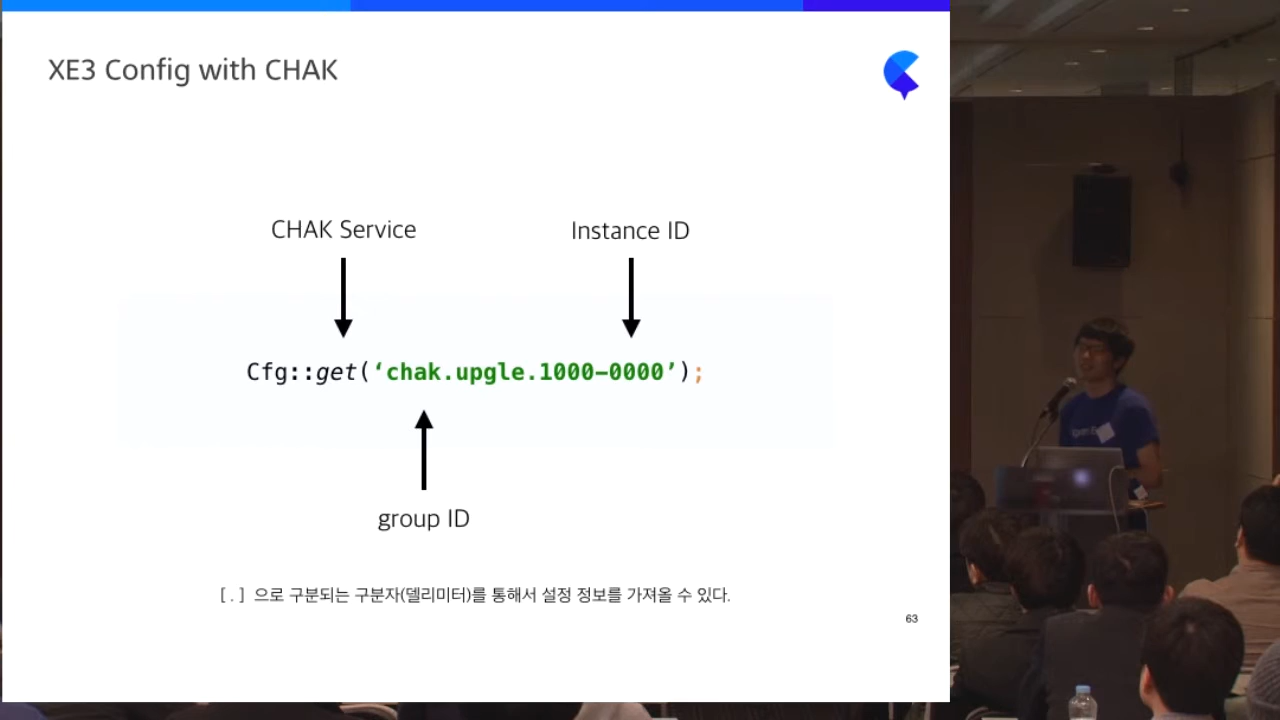 XE3 Config with CHAK
CHAK Service
Instance ID
Cfg::get(‘chak.upgle.1000-0000’);
group ID
[ . ] 으로 구분되는 구분자(델리미터)를 통해서 설정 정보를 가져올 수 있다.
63